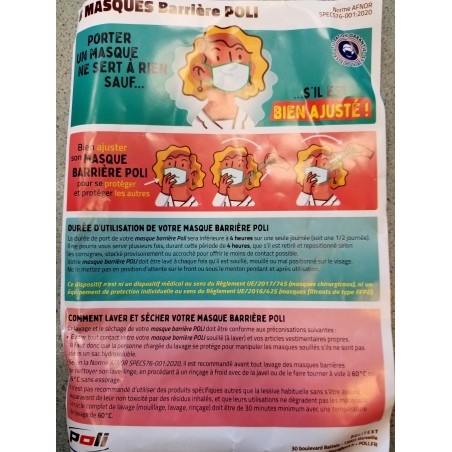 MASQUES Barrière POLI
Norme AFNOR
SPECS76-001:2020
PORTER
UN MASQUE
NE SERT À RIEN
SAUF...
...S'IL EST
BIEN AJUSTÉ !
Bien ajuster
son MASQUE
BARRIÈRE POLI
pour se protéger
et protéger les autres
DURÉE D'UTILISATION DE VOTRE MASQUE BARRIÈRE POLI
La durée de port de votre masque barrière Poli sera inférieure à 4 heures sur une seule journée (soit une 1/2 journée).
Il ne pourra vous servir plusieurs fois, durant cette période de 4 heures, que s'il est retiré et repositionné selon
les consignes, stocké provisoirement ou accroché pour offrir le moins de contact possible.
Votre masque barrière POLI doit être lavé à chaque fois qu'il est souillé, mouillé ou mal positionné sur le visage.
Ne le mettez pas en position d'attente sur le front ou sous le menton pendant et après utilisation.
Ce dispositif n'est ni un dispositif médical au sens du Règlement UE/2017/745 (masques chirurgicaux), ni un
équipement de protection individuelle au sens du Règlement UE/2016/425 (masques filtrants de type FFP2).
COMMENT LAVER ET SÉCHER VOTRE MASQUE BARRIÈRE POLI
Le lavage et le séchage de votre masque barrière POLI doit être conforme aux préconisations suivantes :
tout contact entre votre masque barrière POLI souillé (à laver) et vos articles vestimentaires propres.
Il faut donc que la personne chargée du lavage se protège pour manipuler les masques souillés s'ils ne sont pas
dans un sac hydrosoluble.
Selon la Norme AFNOR SPECS76-001:2020, il est recommandé avant tout lavage des masques barrières
de nettoyer son lave-linge, en procédant à un rinçage à froid avec de la javel ou de le faire tourner à vide à 60 °C
°C sans essorage.
Il n'est pas recommandé d'utiliser des produits spécifiques autres que la lessive habituelle sans s'être
auparavant de leur non toxicité par des résidus inhalés, et que leurs utilisations ne dégradent pas les
complet de lavage (mouillage, lavage, rinçage) doit être de 30 minutes minimum avec une température
de lavage de 60 °C.
poli
30 boulevard